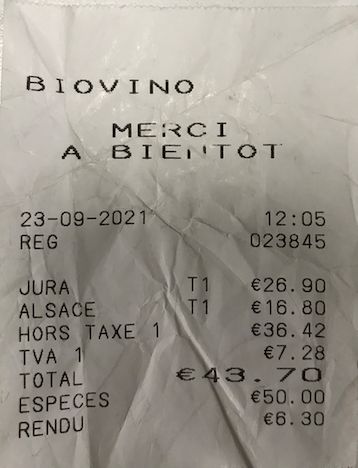 BIOVINO
MERCI
A BIENTOT
23-09-2021 12:05
REG 023845
JURA T1 €26.90
ALSACE T1 €16.80
HORS TAXE 1 €36.42
TVA 1 €7.28
TOTAL €43.70
ESPECES €50.00
RENDU €6.30